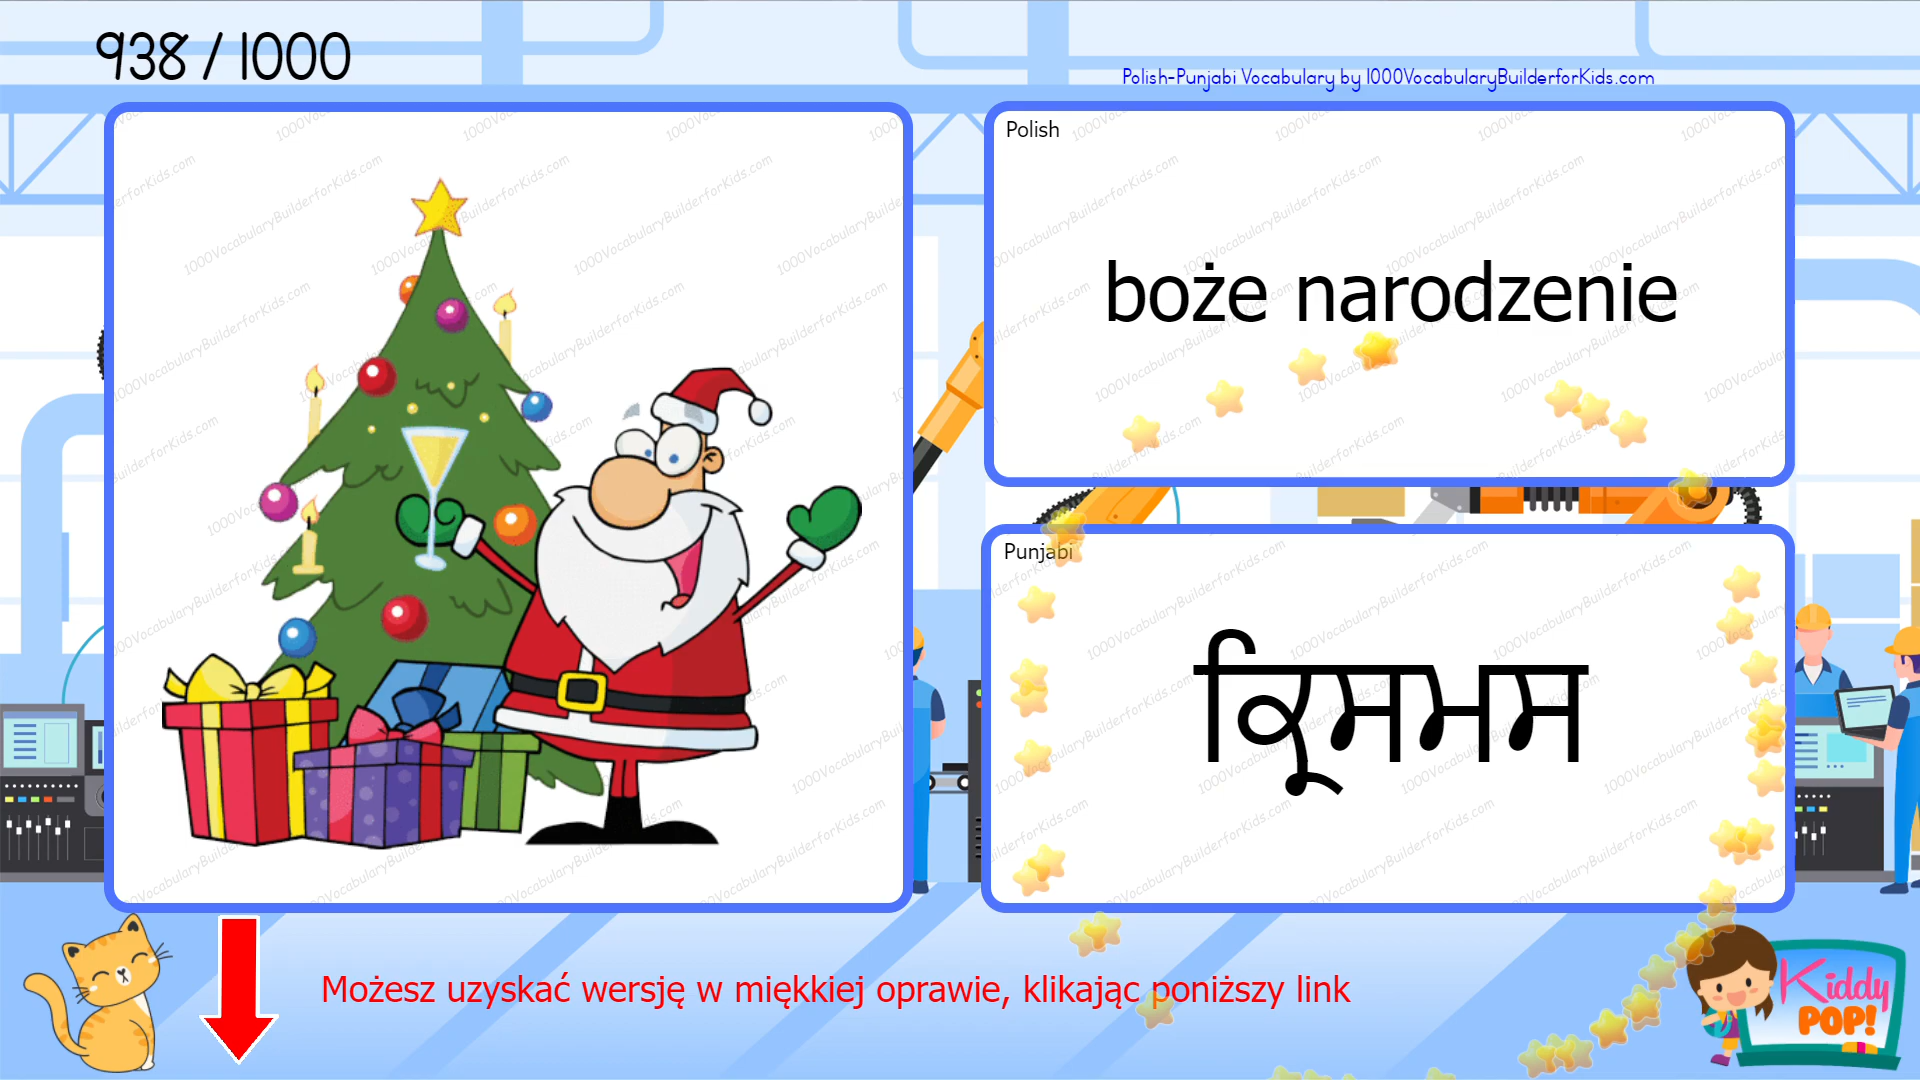 938 / 1000
Polish-Punjabi Vocabulary by 1000VocabularyBuilderforKids.com
Polish
boże narodzenie
Punjabi
ਕ੍ਰਿਸਮਸ
Możesz uzyskać wersję w miękkiej oprawie, klikając poniższy link
Kiddy
POP!